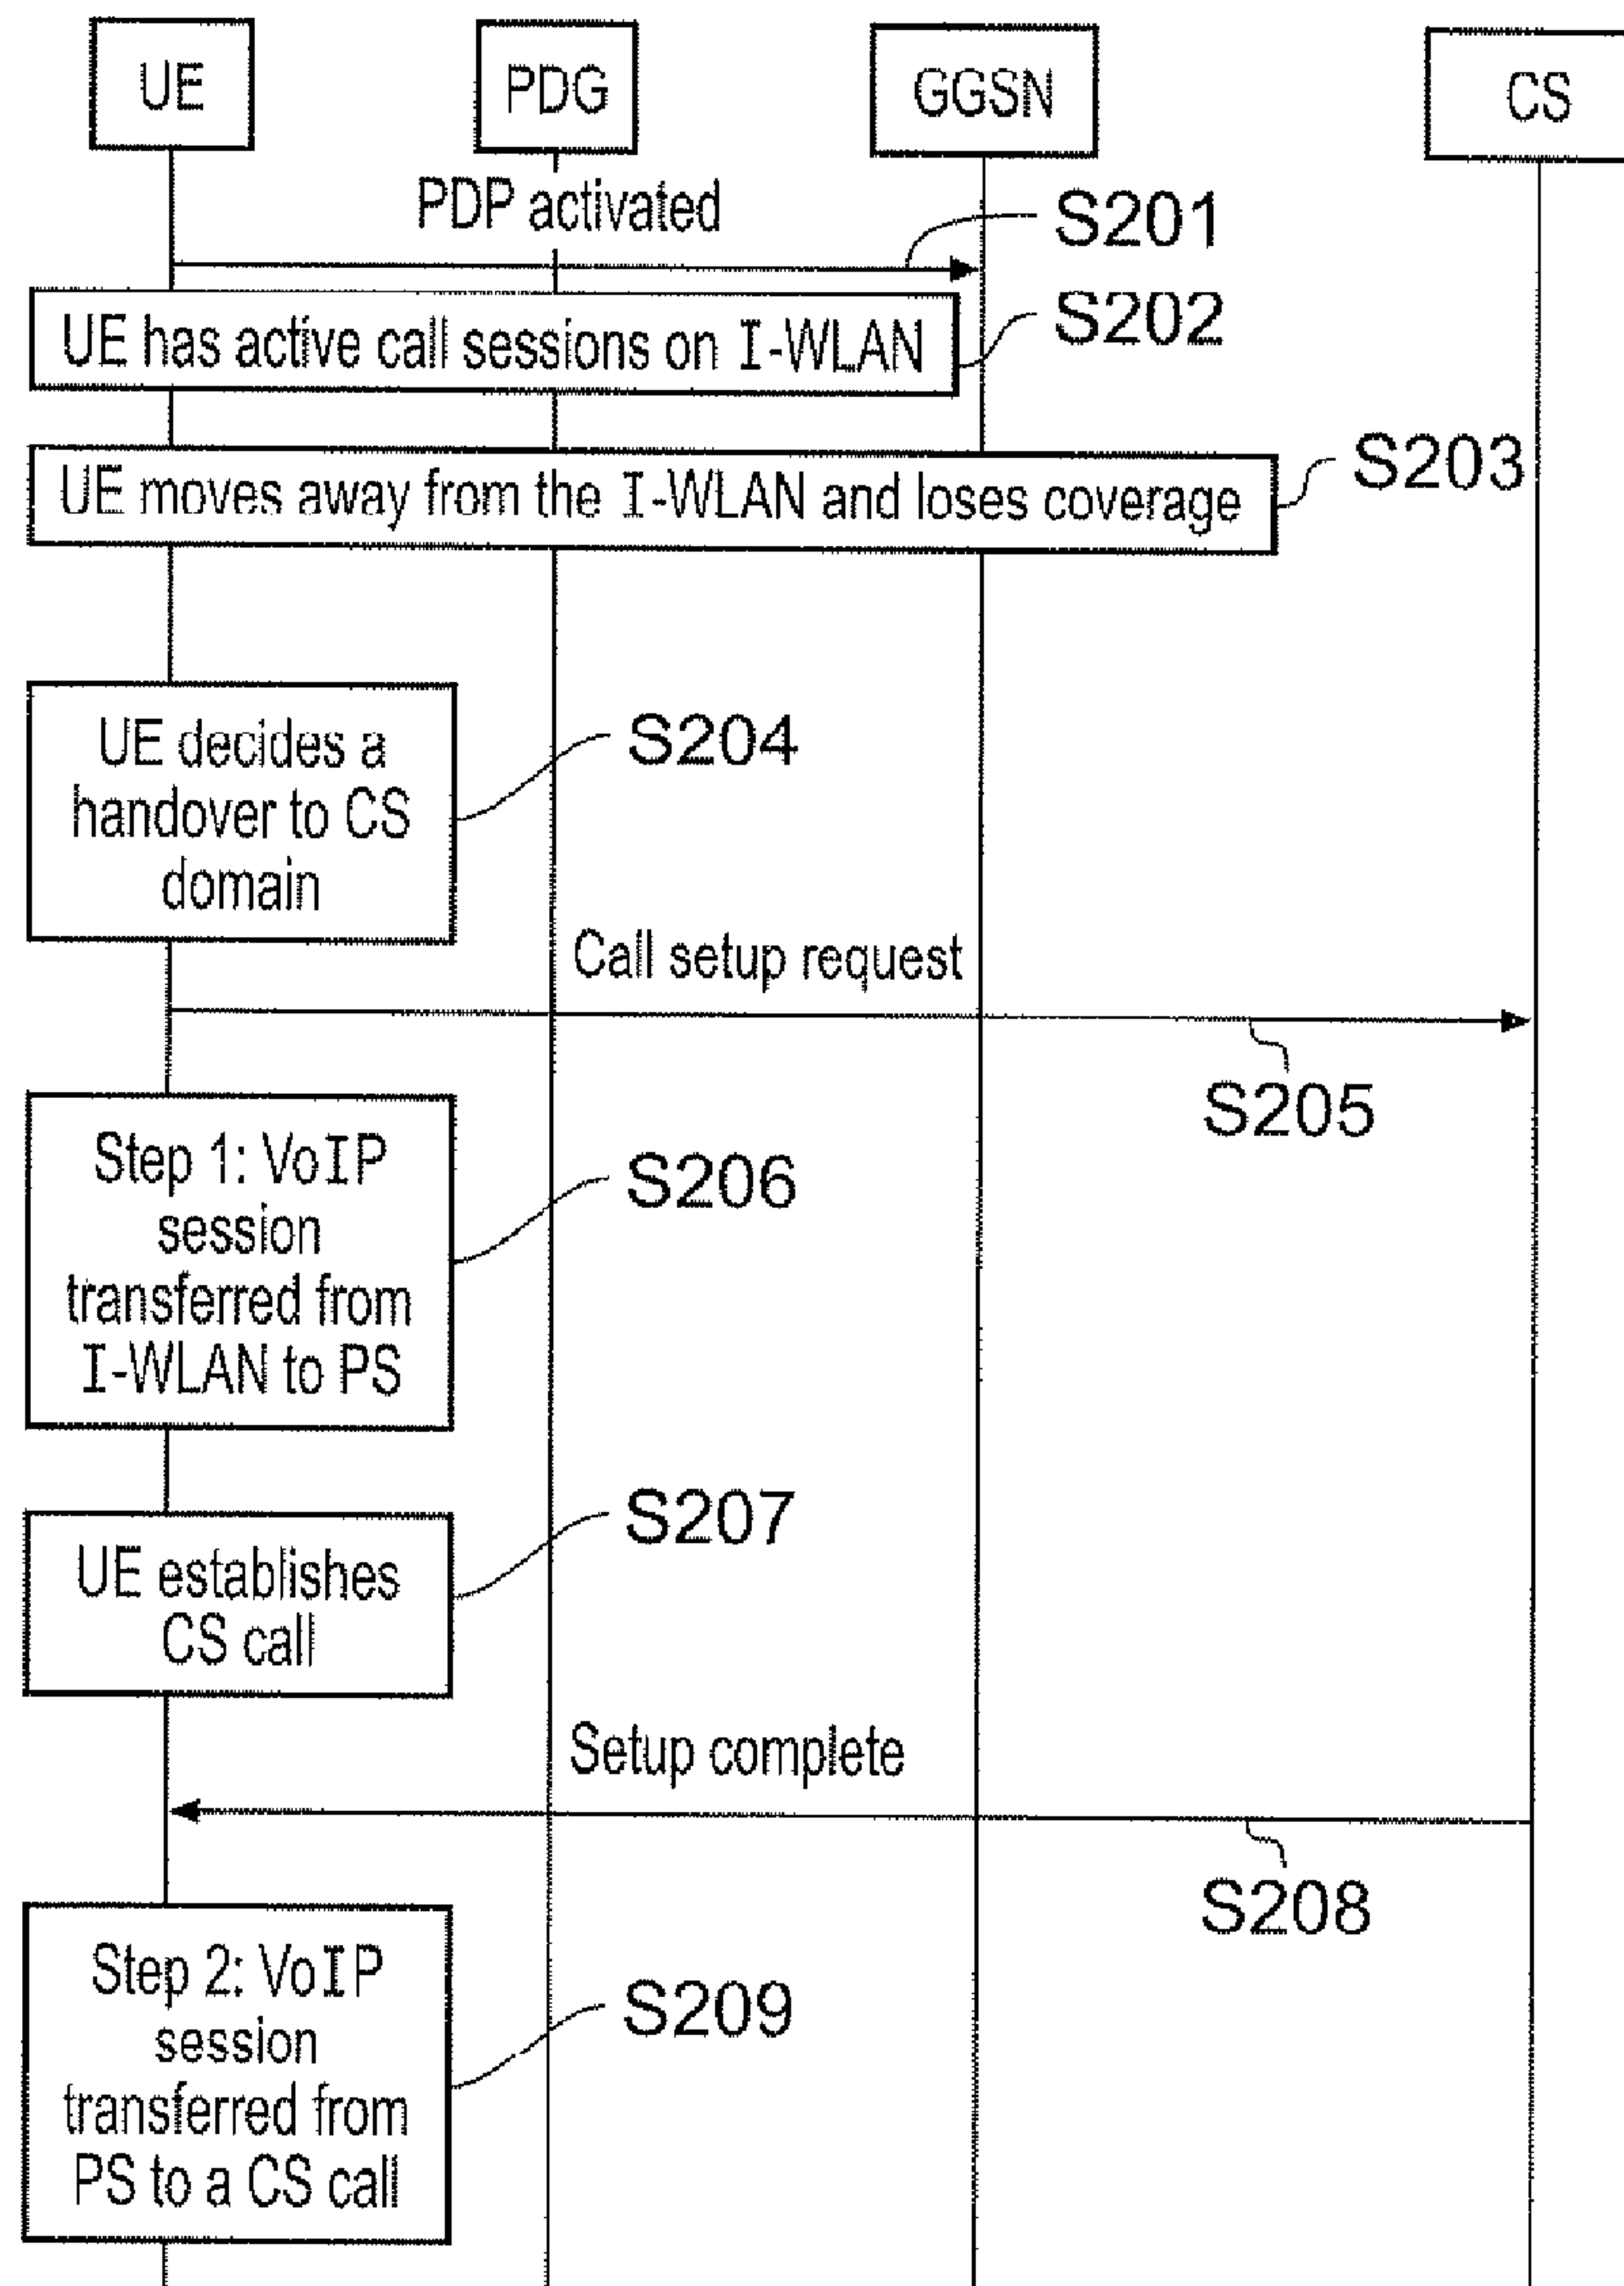 UE
PDG
GGSN
CS
PDP activated
S201
UE has active call sessions on I-WLAN
S202
UE moves away from the I-WLAN and loses coverage
S203
UE decides a
handover to CS
domain
S204
Call setup request
S205
Step 1: VoIP
session
transferred from
I-WLAN to PS
S206
UE establishes
CS call
S207
Setup complete
S208
Step 2: VoIP
session
transferred from
PS to a CS call
S209